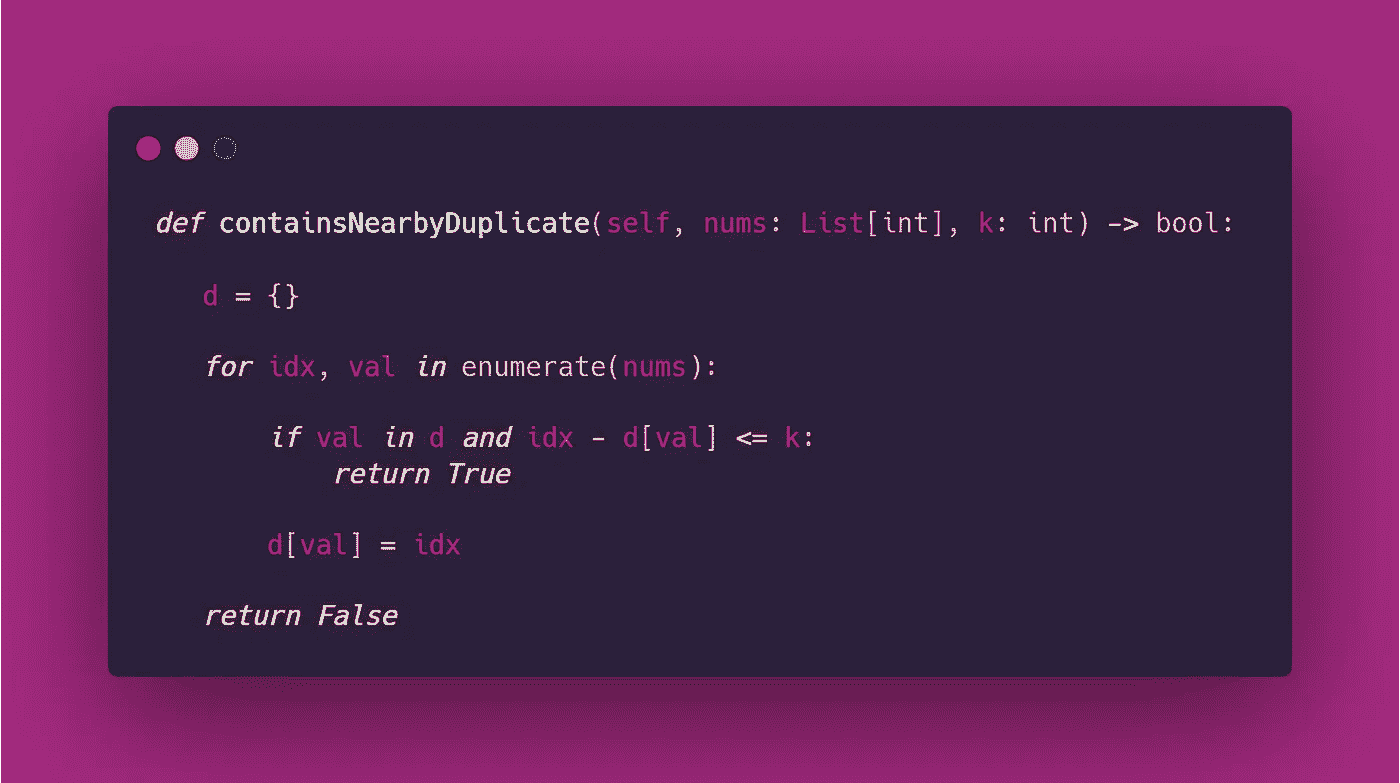 def containsNearbyDuplicate(self, nums: List[int], k: int) -> bool:
d = {}
for idx, val in enumerate(nums):
if val in d and idx - d[val] <= k:
return True
d[val] = idx
return False